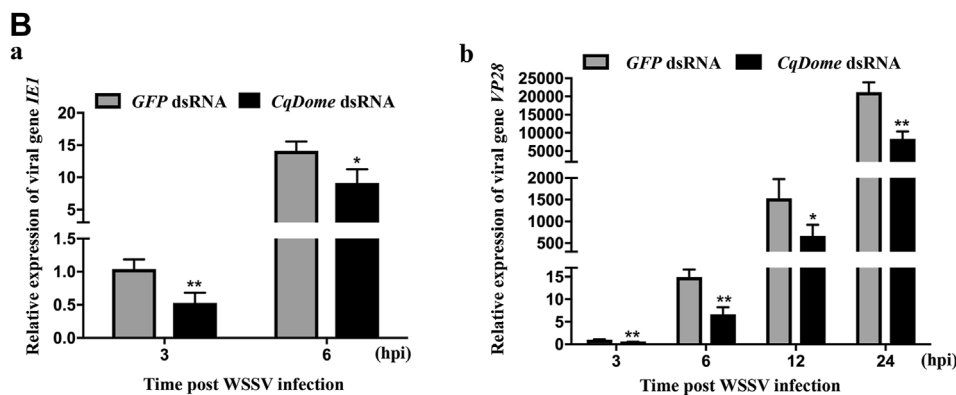 B
a
Relative expression of viral gene IE1
GFP dsRNA CqDome dsRNA
20
15
10
5
1.5
1.0
0.5
0.0
**
*
3 6 (hpi)
Time post WSSV infection
b
Relative expression of viral gene VP28
GFP dsRNA CqDome dsRNA
25000
20000
15000
10000
5000
2000
1500
1000
500
15
10
5
0
**
**
*
**
3 6 12 24 (hpi)
Time post WSSV infection